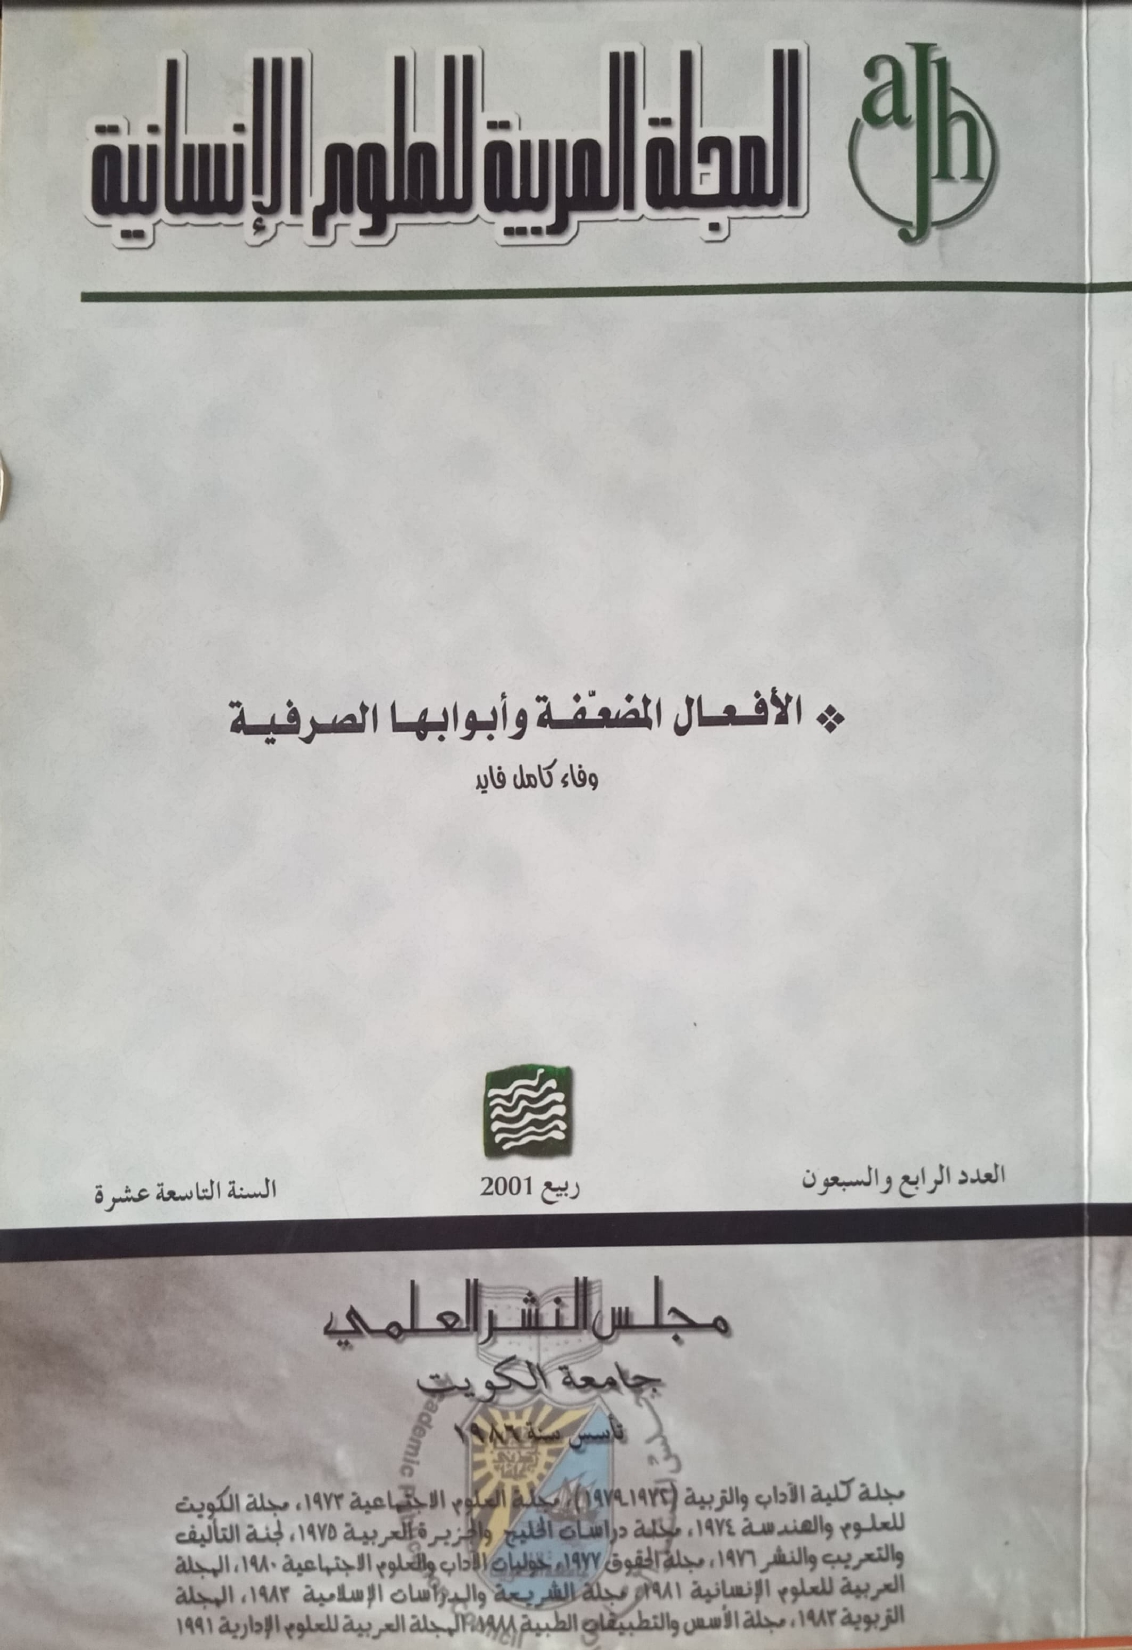 المجلة العربية للعلوم الإنسانية
ajh
❖ الأفعال المضعّفة وأبوابها الصرفية
وفاء كامل فايد
العدد الرابع والسبعون
ربيع 2001
السنة التاسعة عشرة
مجلس النشر العلمي
جامعة الكويت
تأسس سنة ١٩٨٦
مجلة كلية الآداب والتربية (١٩٧٢ـ١٩٧٩)، مجلة العلوم الاجتماعية ١٩٧٣، مجلة الكويت
للعلوم والهندسة ١٩٧٤، مجلة دراسات الخليج والجزيرة العربية ١٩٧٥، لجنة التأليف
والتعريب والنشر ١٩٧٦، مجلة الحقوق ١٩٧٧، حوليات الآداب والعلوم الاجتماعية ١٩٨٠، المجلة
العربية للعلوم الإنسانية ١٩٨١، مجلة الشريعة والدراسات الإسلامية ١٩٨٣، المجلة
التربوية ١٩٨٣، مجلة الأسس والتطبيقات الطبية ١٩٨٨، المجلة العربية للعلوم الإدارية ١٩٩١